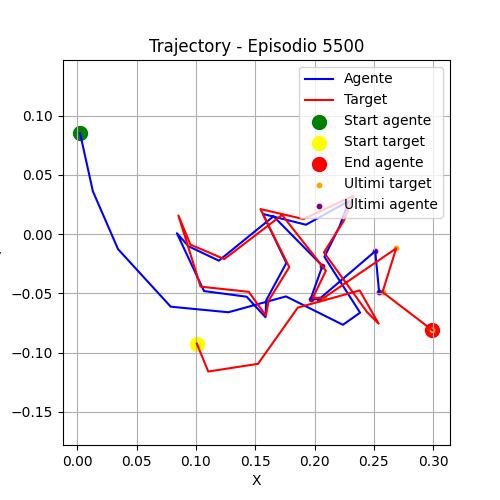 Trajectory - Episodio 5500
Agente
Target
Start agente
Start target
End agente
Ultimi target
Ultimi agente
0.10
0.05
0.00
−0.05
−0.10
−0.15
0.00 0.05 0.10 0.15 0.20 0.25 0.30
X